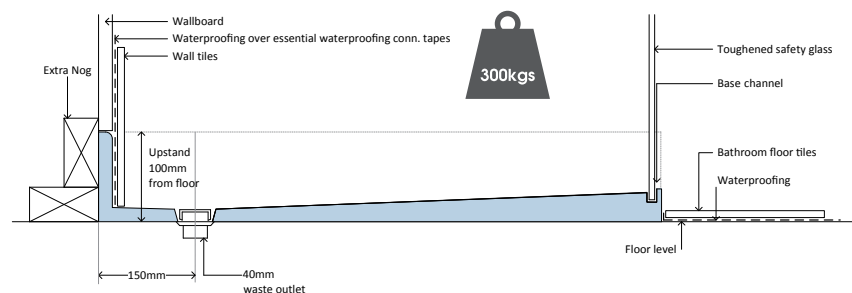 Wallboard
Waterproofing over essential waterproofing conn. tapes
Wall tiles
Extra Nog
300kgs
Toughened safety glass
Base channel
Upstand
100mm
from floor
Bathroom floor tiles
Waterproofing
Floor level
150mm
40mm
waste outlet